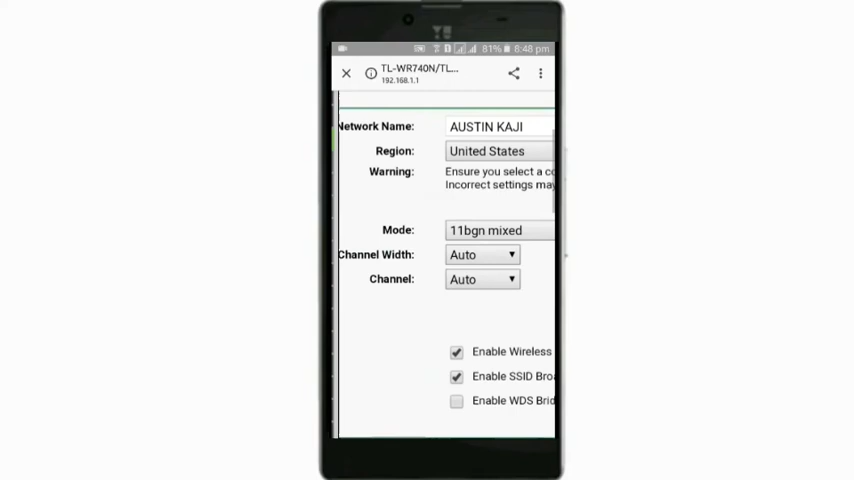 YU
81% 8:48 pm
TL-WR740N/TL...
192.168.1.1
Network Name: AUSTIN KAJI
Region: United States
Warning: Ensure you select a co
Incorrect settings may
Mode: 11bgn mixed
Channel Width: Auto
Channel: Auto
Enable Wireless
Enable SSID Broa
Enable WDS Brid